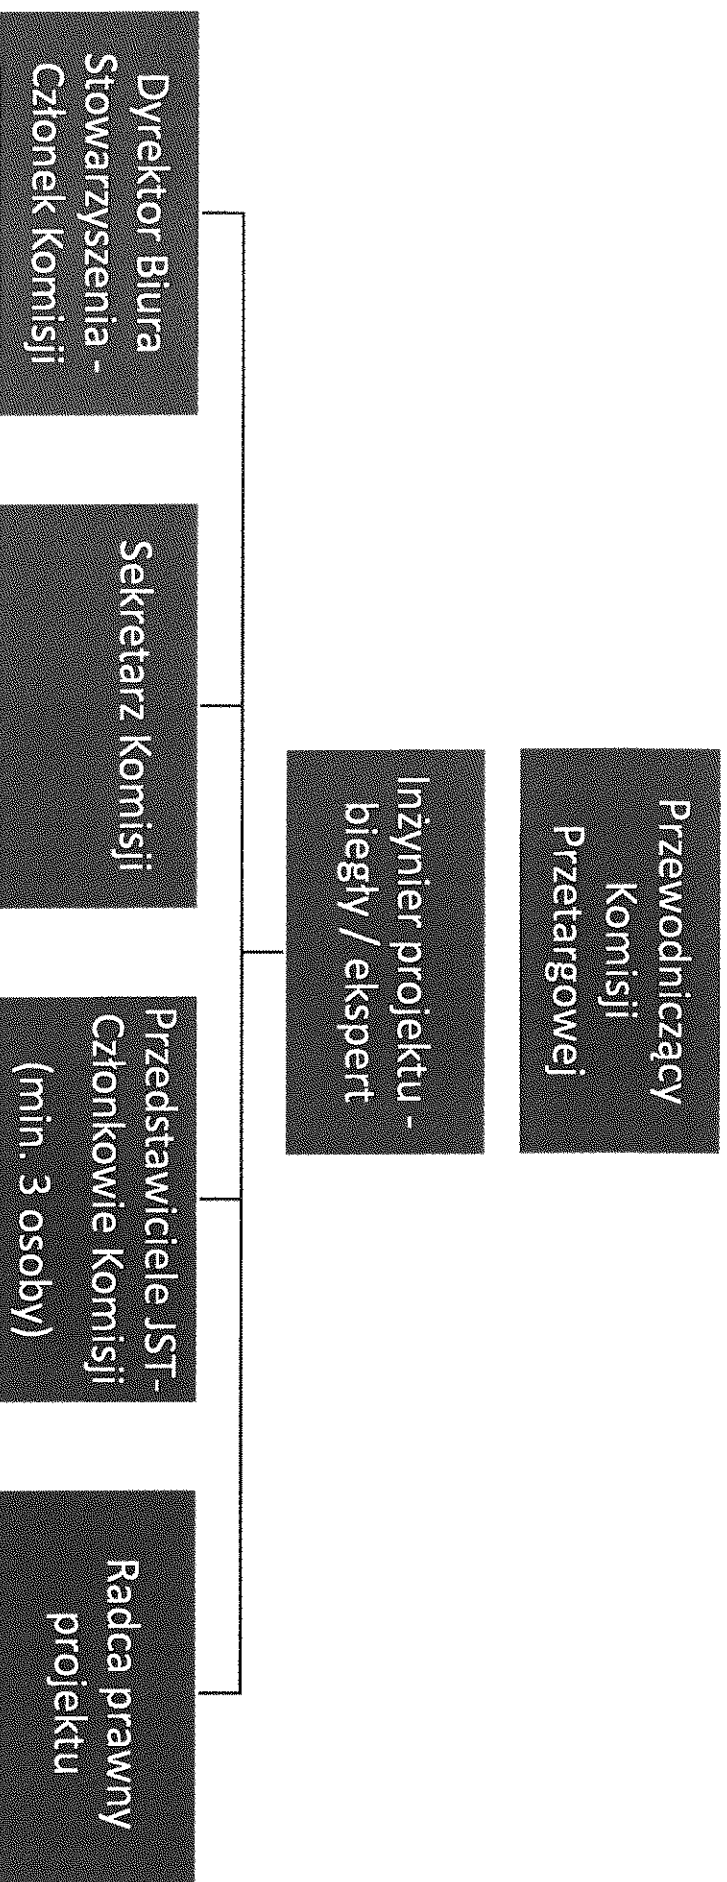 Przewodniczący
Komisji
Przetargowej
Inżynier projektu -
biegły / ekspert
Dyrektor Biura
Stowarzyszenia -
Członek Komisji
Sekretarz Komisji
Przedstawiciele JST-
Członkowie Komisji
(min. 3 osoby)
Radca prawny
projektu